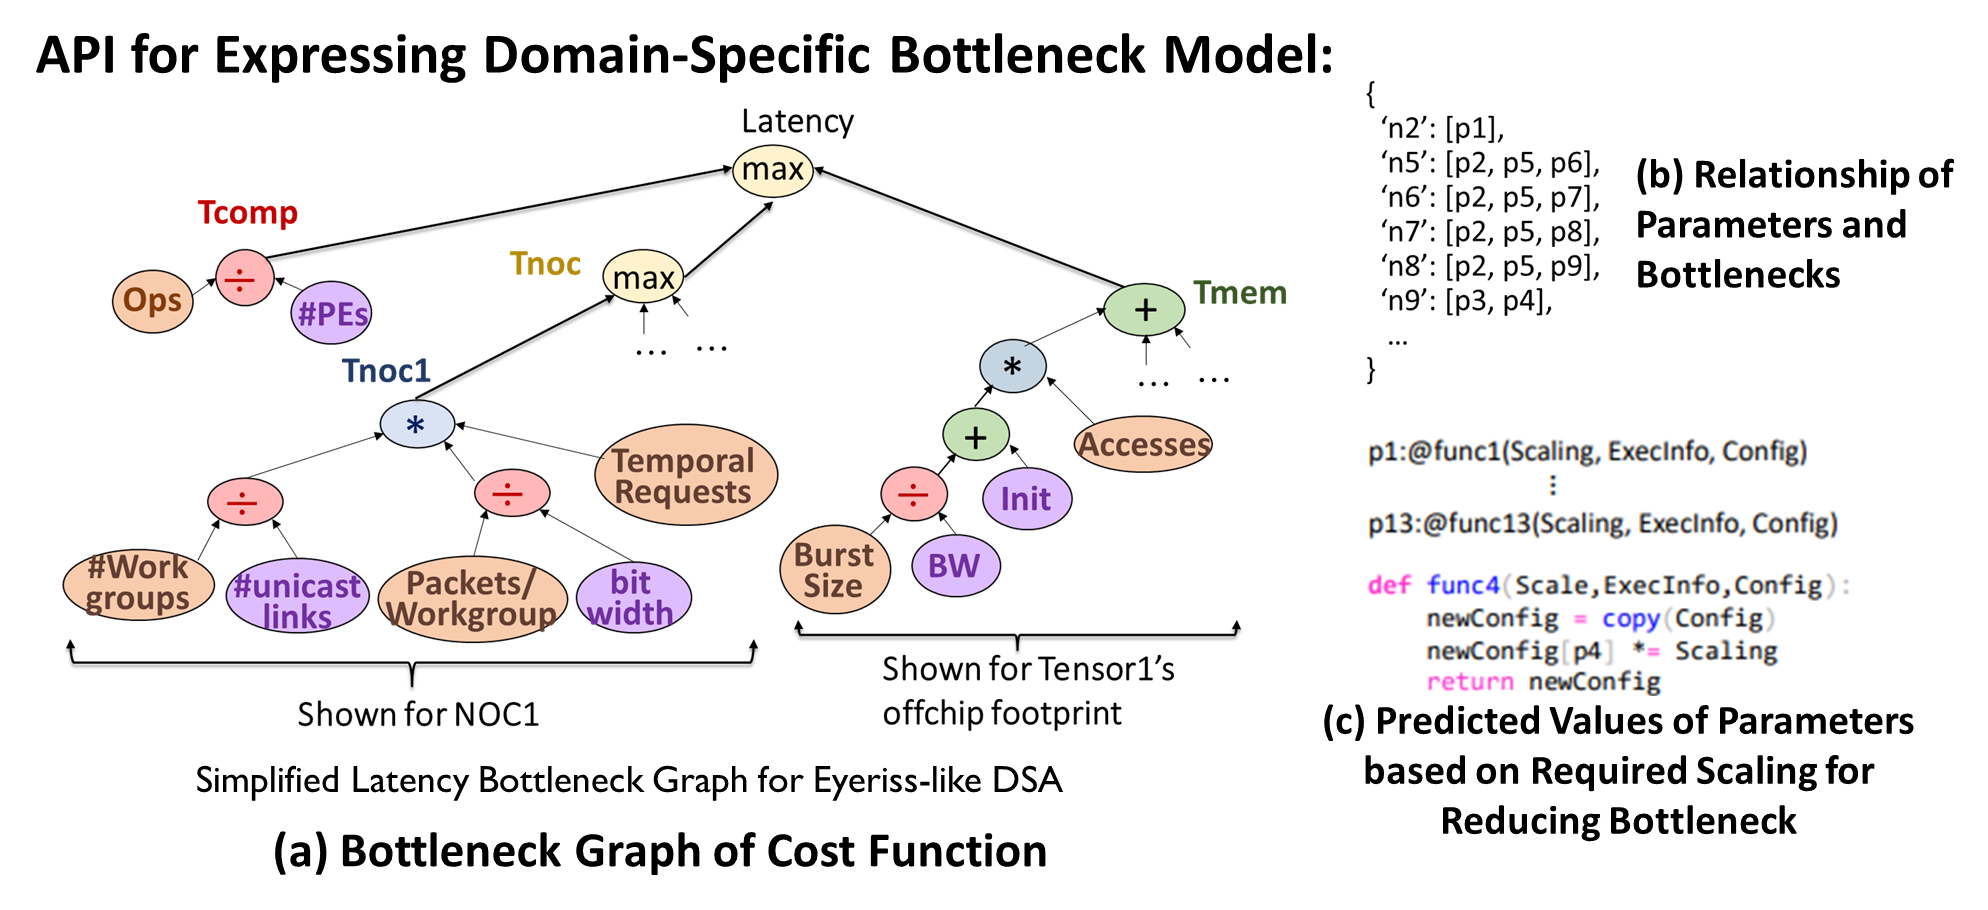 API for Expressing Domain-Specific Bottleneck Model:
Latency
max
Tcomp
÷
Ops
#PEs
Tnoc
max
... ...
Tmem
+
*
... ...
Tnoc1
*
+
Accesses
Temporal
Requests
÷
÷
÷
Init
#Work
groups
#unicast
links
Packets/
Workgroup
bit
width
Burst
Size
BW
Shown for NOC1
Shown for Tensor1's
offchip footprint
Simplified Latency Bottleneck Graph for Eyeriss-like DSA
(a) Bottleneck Graph of Cost Function
{
‘n2’: [p1],
‘n5’: [p2, p5, p6],
‘n6’: [p2, p5, p7],
‘n7’: [p2, p5, p8],
‘n8’: [p2, p5, p9],
‘n9’: [p3, p4],
...
}
(b) Relationship of
Parameters and
Bottlenecks
p1:@func1(Scaling, ExecInfo, Config)
⋮
p13:@func13(Scaling, ExecInfo, Config)
def func4(Scale,ExecInfo,Config):
newConfig = copy(Config)
newConfig[p4] *= Scaling
return newConfig
(c) Predicted Values of Parameters
based on Required Scaling for
Reducing Bottleneck